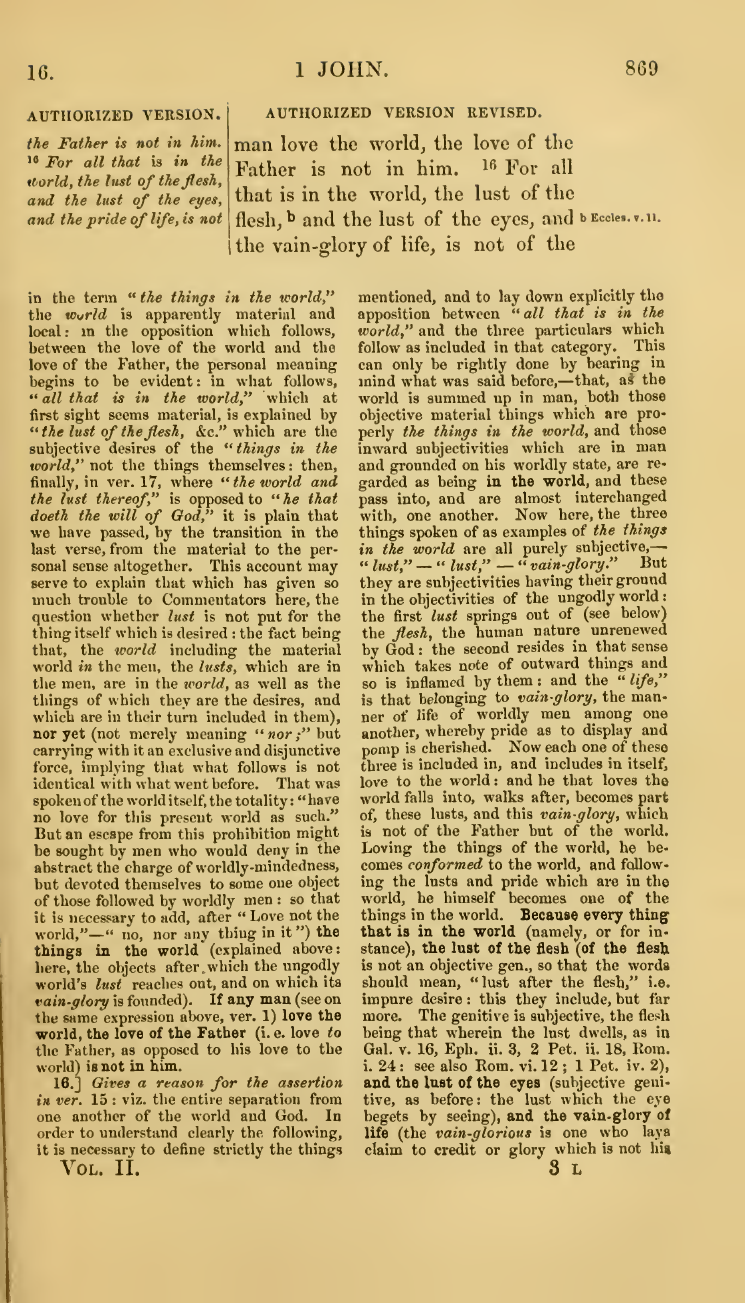 16.
1 JOHN.
869
AUTHORIZED VERSION.
the Father is not in him.
16 For all that is in the
world, the lust of the flesh,
and the lust of the eyes,
and the pride of life, is not
AUTHORIZED VERSION REVISED.
man love the world, the love of the
Father is not in him. 16 For all
that is in the world, the lust of the
flesh, b and the lust of the eyes, and
the vain-glory of life, is not of the
b Eccles. v. 11.
in the term "the things in the world,"
the world is apparently material and
local: in the opposition which follows,
between the love of the world and the
love of the Father, the personal meaning
begins to be evident: in what follows,
"all that is in the world," which at
first sight seems material, is explained by
"the lust of the flesh, &c." which are the
subjective desires of the "things in the
world," not the things themselves: then,
finally, in ver. 17, where "the world and
the lust thereof," is opposed to "he that
doeth the will of God," it is plain that
we have passed, by the transition in the
last verse, from the material to the per-
sonal sense altogether. This account may
serve to explain that which has given so
much trouble to Commentators here, the
question whether lust is not put for the
thing itself which is desired: the fact being
that, the world including the material
world in the men, the lusts, which are in
the men, are in the world, as well as the
things of which they are the desires, and
which are in their turn included in them),
nor yet (not merely meaning "nor;" but
carrying with it an exclusive and disjunctive
force, implying that what follows is not
identical with what went before. That was
spoken of the world itself, the totality: "have
no love for this present world as such."
But an escape from this prohibition might
be sought by men who would deny in the
abstract the charge of worldly-mindedness,
but devoted themselves to some one object
of those followed by worldly men: so that
it is necessary to add, after "Love not the
world,"—"no, nor any thing in it") the
things in the world (explained above:
here, the objects after which the ungodly
world's lust reaches out, and on which its
vain-glory is founded). If any man (see on
the same expression above, ver. 1) love the
world, the love of the Father (i. e. love to
the Father, as opposed to his love to the
world) is not in him.
16.] Gives a reason for the assertion
in ver. 15: viz. the entire separation from
one another of the world and God. In
order to understand clearly the following,
it is necessary to define strictly the things
VOL. II.
mentioned, and to lay down explicitly the
apposition between "all that is in the
world," and the three particulars which
follow as included in that category. This
can only be rightly done by bearing in
mind what was said before,—that, as the
world is summed up in man, both those
objective material things which are pro-
perly the things in the world, and those
inward subjectivities which are in man
and grounded on his worldly state, are re-
garded as being in the world, and these
pass into, and are almost interchanged
with, one another. Now here, the three
things spoken of as examples of the things
in the world are all purely subjective,—
"lust,"—"lust,"—"vain-glory." But
they are subjectivities having their ground
in the objectivities of the ungodly world:
the first lust springs out of (see below)
the flesh, the human nature unrenewed
by God: the second resides in that sense
which takes note of outward things and
so is inflamed by them: and the "life,"
is that belonging to vain-glory, the man-
ner of life of worldly men among one
another, whereby pride as to display and
pomp is cherished. Now each one of these
three is included in, and includes in itself,
love to the world: and he that loves the
world falls into, walks after, becomes part
of, these lusts, and this vain-glory, which
is not of the Father but of the world.
Loving the things of the world, he be-
comes conformed to the world, and follow-
ing the lusts and pride which are in the
world, he himself becomes one of the
things in the world. Because every thing
that is in the world (namely, or for in-
stance), the lust of the flesh (of the flesh
is not an objective gen., so that the words
should mean, "lust after the flesh," i.e.
impure desire: this they include, but far
more. The genitive is subjective, the flesh
being that wherein the lust dwells, as in
Gal. v. 16, Eph. ii. 3, 2 Pet. ii. 18, Rom.
i. 24: see also Rom. vi. 12; 1 Pet. iv. 2),
and the lust of the eyes (subjective geni-
tive, as before: the lust which the eye
begets by seeing), and the vain-glory of
life (the vain-glorious is one who lays
claim to credit or glory which is not his
3 L